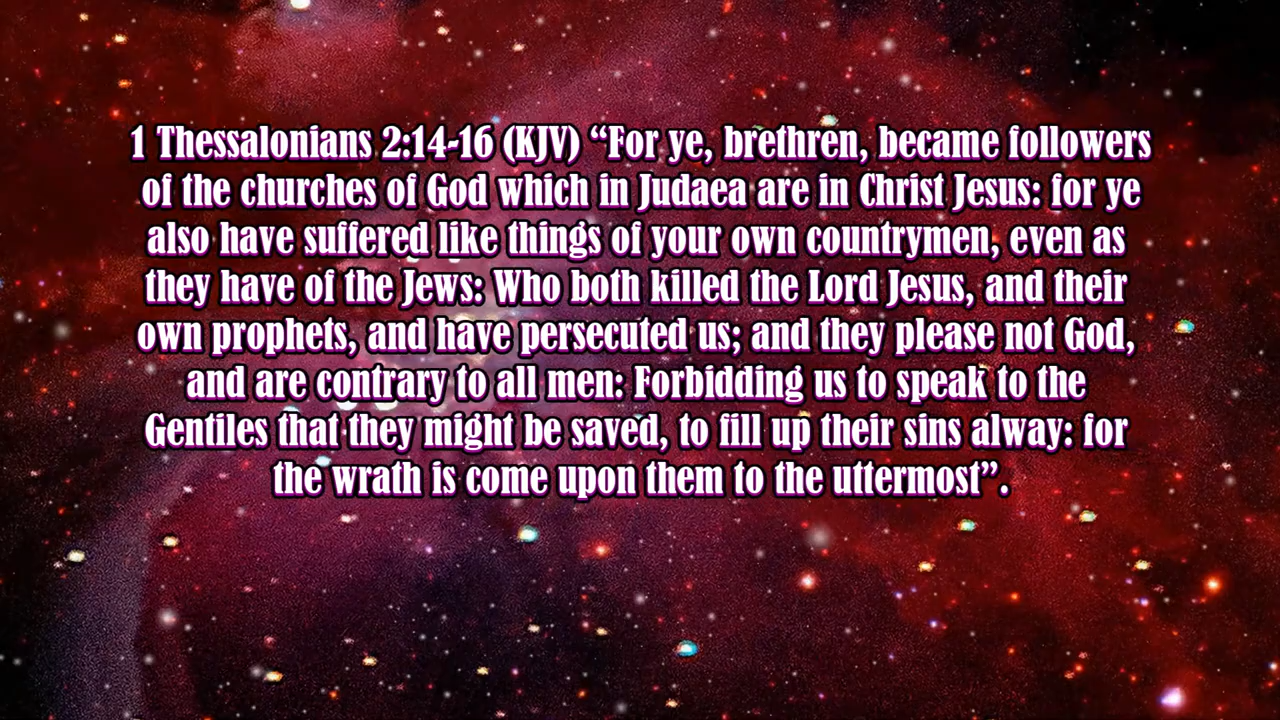 1 Thessalonians 2:14-16 (KJV) “For ye, brethren, became followers
of the churches of God which in Judaea are in Christ Jesus: for ye
also have suffered like things of your own countrymen, even as
they have of the Jews: Who both killed the Lord Jesus, and their
own prophets, and have persecuted us; and they please not God,
and are contrary to all men: Forbidding us to speak to the
Gentiles that they might be saved, to fill up their sins alway: for
the wrath is come upon them to the uttermost”.